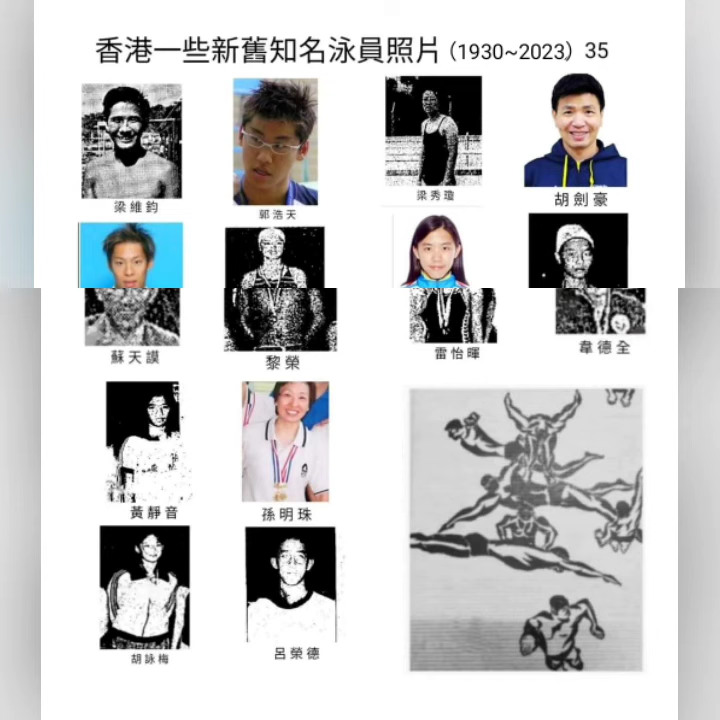 香港一些新舊知名泳員照片(1930~2023) 35
梁維鈞
郭浩天
梁秀瓊
胡劍豪
蘇天謨
黎榮
雷怡暉
韋德全
黃靜音
孫明珠
胡詠梅
呂榮德